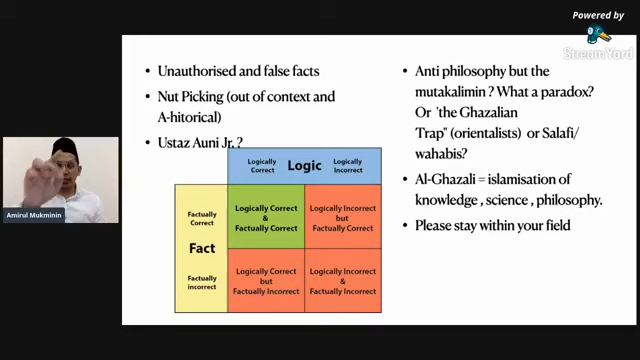 Powered by
StreamYard
Amirul Mukminin
• Unauthorised and false facts
• Nut Picking (out of context and
A-hitorical)
• Ustaz Auni Jr. ?
Logically
Correct
Logic
Logically
Incorrect
Factually
Correct
Fact
Factually
incorrect
Logically Correct
&
Factually Correct
Logically Incorrect
but
Factually Correct
Logically Correct
but
Factually Incorrect
Logically Incorrect
&
Factually Incorrect
• Anti philosophy but the
mutakalimin ? What a paradox?
Or 'the Ghazalian
Trap"(orientalists) or Salafi/
wahabis?
• Al-Ghazali = islamisation of
knowledge , science , philosophy.
• Please stay within your field